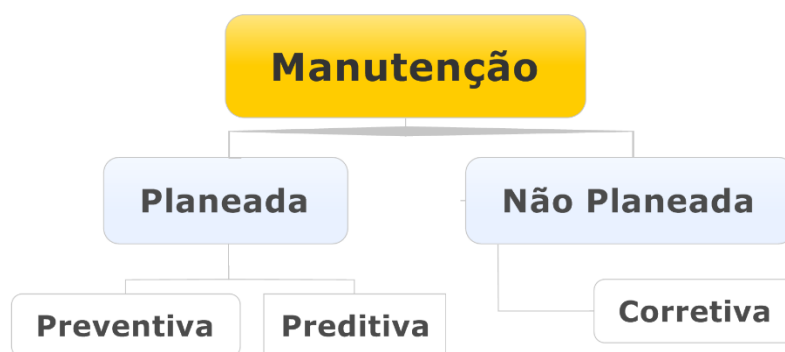 Manutenção
Planeada
Não Planeada
Preventiva
Preditiva
Corretiva